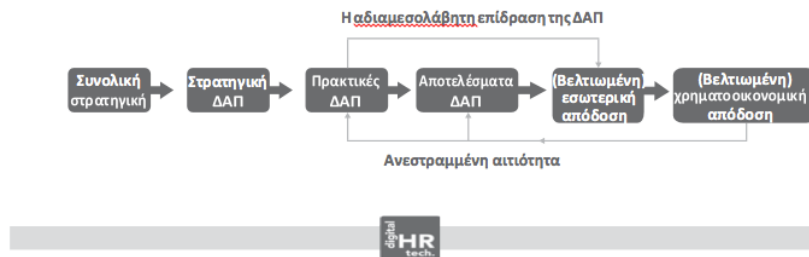 Η αδιαμεσολάβητη επίδραση της ΔΑΠ
Συνολική
στρατηγική
Στρατηγική
ΔΑΠ
Πρακτικές
ΔΑΠ
Αποτελέσματα
ΔΑΠ
(Βελτιωμένη)
εσωτερική
απόδοση
(Βελτιωμένη)
χρηματοοικονομική
απόδοση
Ανεστραμμένη αιτιότητα
digital
HR
tech.